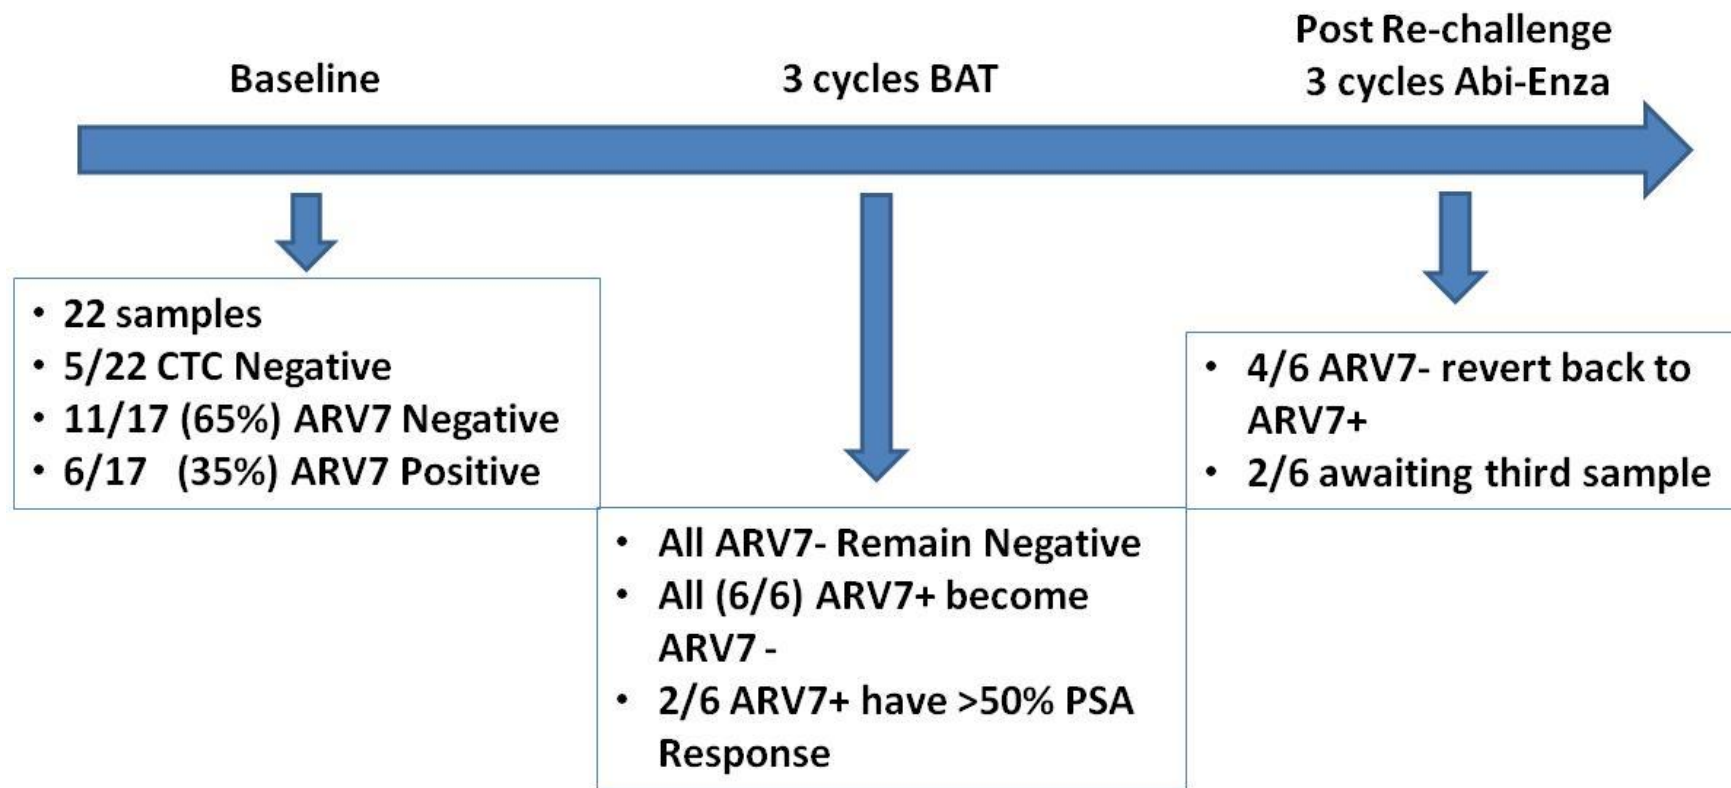 Baseline
3 cycles BAT
Post Re-challenge
3 cycles Abi-Enza
• 22 samples
• 5/22 CTC Negative
• 11/17 (65%) ARV7 Negative
• 6/17 (35%) ARV7 Positive
• All ARV7- Remain Negative
• All (6/6) ARV7+ become
ARV7 -
• 2/6 ARV7+ have >50% PSA
Response
• 4/6 ARV7- revert back to
ARV7+
• 2/6 awaiting third sample